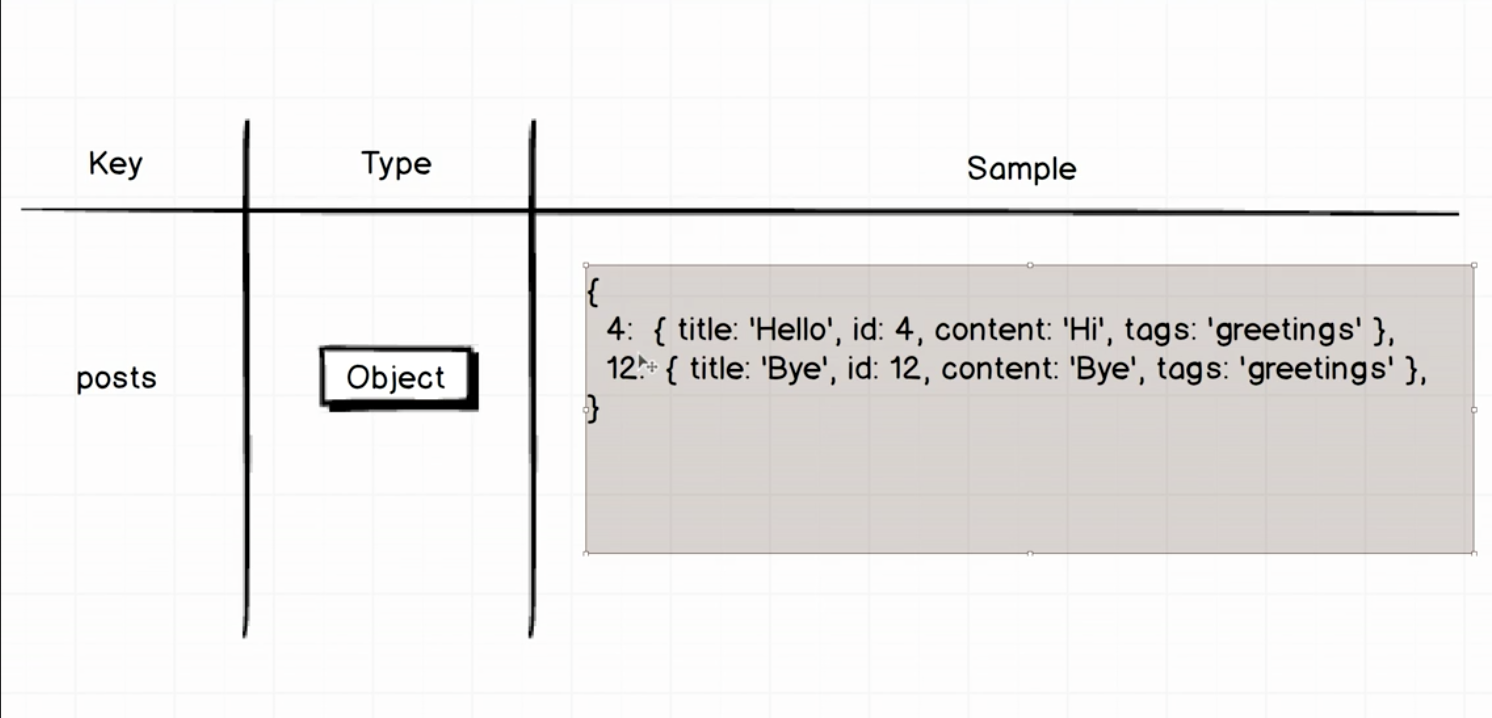 Key Type Sample
posts Object
{
4: { title: 'Hello', id: 4, content: 'Hi', tags: 'greetings' },
12: { title: 'Bye', id: 12, content: 'Bye', tags: 'greetings' },
}